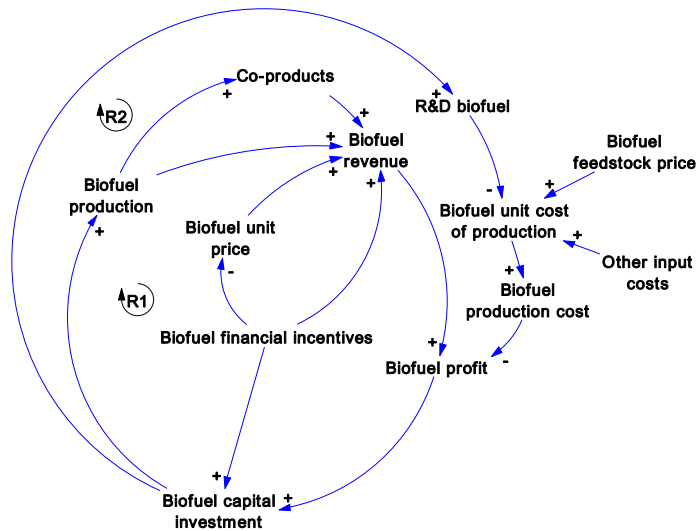 Co-products
+
+
R&D biofuel
R2
+
+
Biofuel
revenue
+
+
+
Biofuel
feedstock price
Biofuel
production
+
-
+
Biofuel unit cost
of production
Biofuel unit
price
-
+
Other input
costs
+
Biofuel
production cost
R1
Biofuel financial incentives
+
-
Biofuel profit
+
+
Biofuel capital
investment